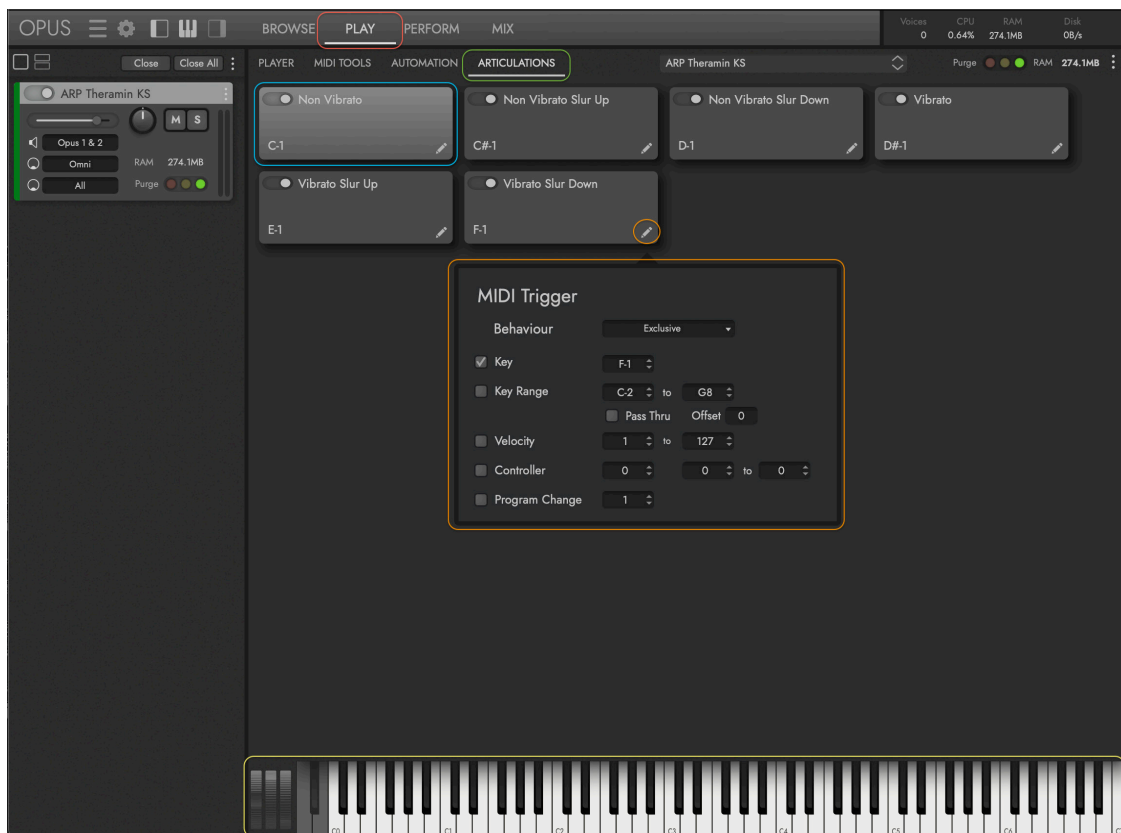 OPUS BROWSE PLAY PERFORM MIX Voices CPU RAM Disk
0 0.64% 274.1MB 0B/s
Close Close All PLAYER MIDI TOOLS AUTOMATION ARTICULATIONS ARP Theramin KS Purge RAM 274.1MB
ARP Theramin KS
M S
Opus 1 & 2
Omni RAM 274.1MB
All Purge
Non Vibrato Non Vibrato Slur Up Non Vibrato Slur Down Vibrato
C-1 C#-1 D-1 D#-1
Vibrato Slur Up Vibrato Slur Down
E-1 F-1
MIDI Trigger
Behaviour Exclusive
Key F-1
Key Range C-2 to G8
Pass Thru Offset 0
Velocity 1 to 127
Controller 0 0 to 0
Program Change 1
C0 C1 C2 C3 C4 C5 C6